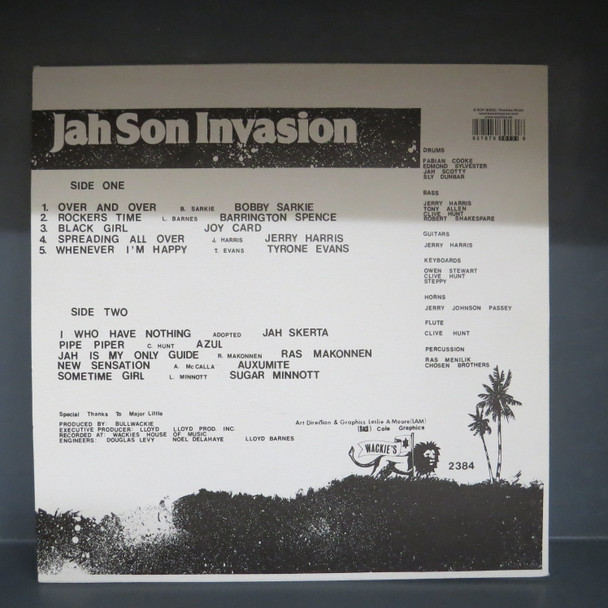 Jah Son Invasion
SIDE ONE
1. OVER AND OVER B. SARKIE BOBBY SARKIE
2. ROCKERS TIME L. BARNES BARRINGTON SPENCE
3. BLACK GIRL JOY CARD
4. SPREADING ALL OVER J. HARRIS JERRY HARRIS
5. WHENEVER I'M HAPPY T. EVANS TYRONE EVANS
SIDE TWO
I WHO HAVE NOTHING ADOPTED JAH SKERTA
PIPE PIPER C. HUNT AZUL
JAH IS MY ONLY GUIDE R. MAKONNEN RAS MAKONNEN
NEW SENSATION A. McCALLA AUXUMITE
SOMETIME GIRL L. MINNOTT SUGAR MINNOTT
Special Thanks To Major Little
PRODUCED BY: BULLWACKIE
EXECUTIVE PRODUCER: LLOYD LLOYD PROD. INC.
RECORDED AT: WACKIES HOUSE OF MUSIC
ENGINEERS: DOUGLAS LEVY NOEL DELAHAYE LLOYD BARNES
DRUMS
FABIAN COOKE
EDMOND SYLVESTER
JAH SCOTTY
SLY DUNBAR
BASS
JERRY HARRIS
TONY ALLEN
CLIVE HUNT
ROBERT SHAKESPARE
GUITARS
JERRY HARRIS
KEYBOARDS
OWEN STEWART
CLIVE HUNT
STEPPY
HORNS
JERRY JOHNSON PASSEY
FLUTE
CLIVE HUNT
PERCUSSION
RAS MENILIK
CHOSEN BROTHERS
Art Direction & Graphics Leslie A Moore (LAM)
Cole Graphics
WACKIE'S
2384